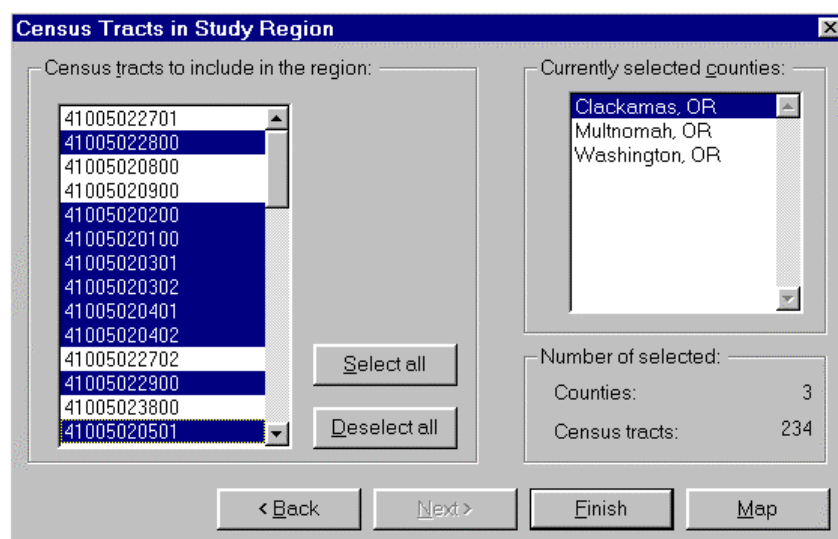 Census Tracts in Study Region
Census tracts to include in the region:
41005022701
41005022800
41005020800
41005020900
41005020200
41005020100
41005020301
41005020302
41005020401
41005020402
41005022702
41005022900
41005023800
41005020501
Select all
Deselect all
Currently selected counties:
Clackamas, OR
Multnomah, OR
Washington, OR
Number of selected:
Counties: 3
Census tracts: 234
< Back
Next >
Finish
Map